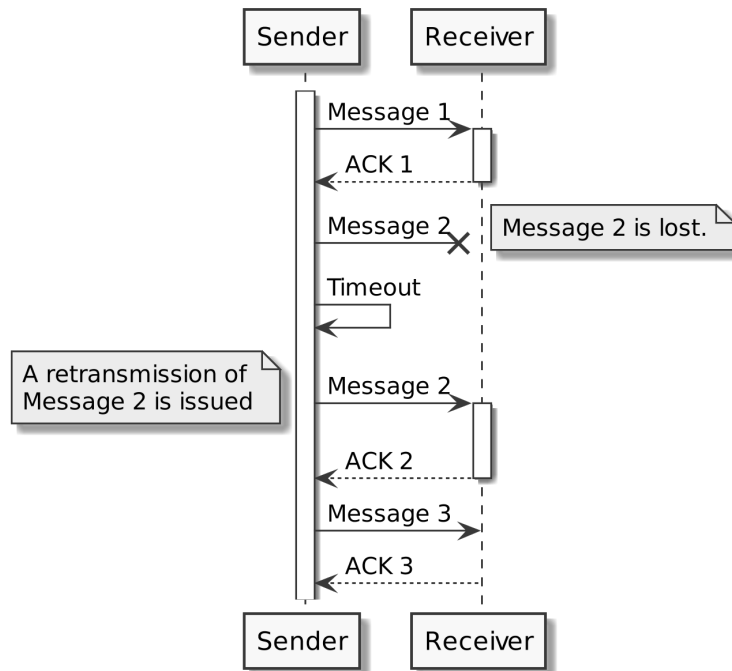 Sender
Receiver
Message 1
ACK 1
Message 2
Message 2 is lost.
Timeout
A retransmission of
Message 2 is issued
Message 2
ACK 2
Message 3
ACK 3
Sender
Receiver